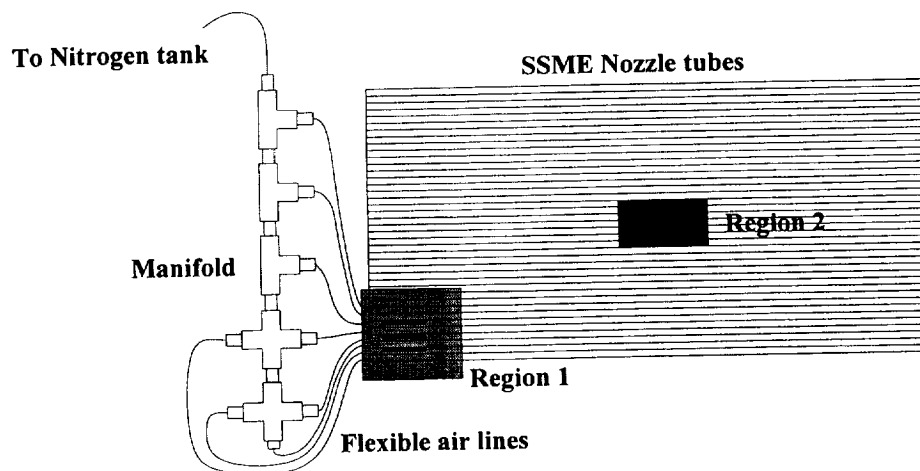 To Nitrogen tank
SSME Nozzle tubes
Region 2
Manifold
Region 1
Flexible air lines